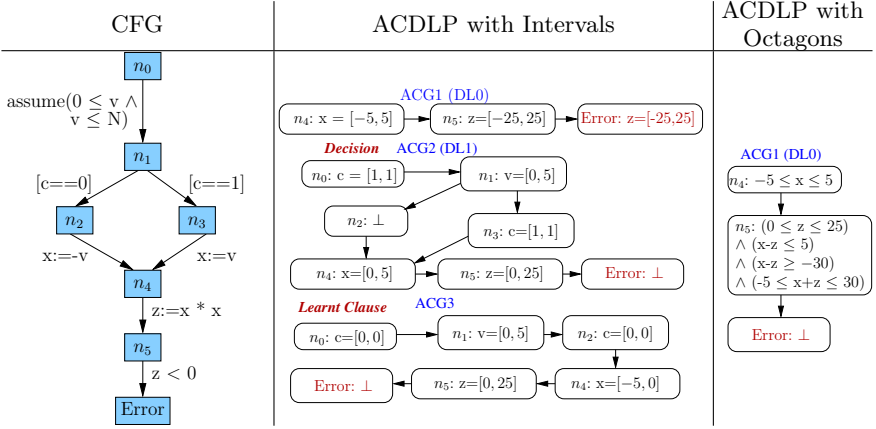 CFG
n0
assume(0 ≤ v ∧
v ≤ N)
n1
[c==0]
[c==1]
n2
n3
x:=-v
x:=v
n4
z:=x * x
n5
z < 0
Error
ACDLP with Intervals
ACG1 (DL0)
n4: x = [−5, 5]
n5: z=[−25, 25]
Error: z=[-25,25]
Decision
ACG2 (DL1)
n0: c = [1, 1]
n1: v=[0, 5]
n2: ⊥
n3: c=[1, 1]
n4: x=[0, 5]
n5: z=[0, 25]
Error: ⊥
Learnt Clause
ACG3
n0: c=[0, 0]
n1: v=[0, 5]
n2: c=[0, 0]
Error: ⊥
n5: z=[0, 25]
n4: x=[−5, 0]
ACDLP with
Octagons
ACG1 (DL0)
n4: −5 ≤ x ≤ 5
n5: (0 ≤ z ≤ 25)
∧ (x-z ≤ 5)
∧ (x-z ≥ −30)
∧ (-5 ≤ x+z ≤ 30)
Error: ⊥